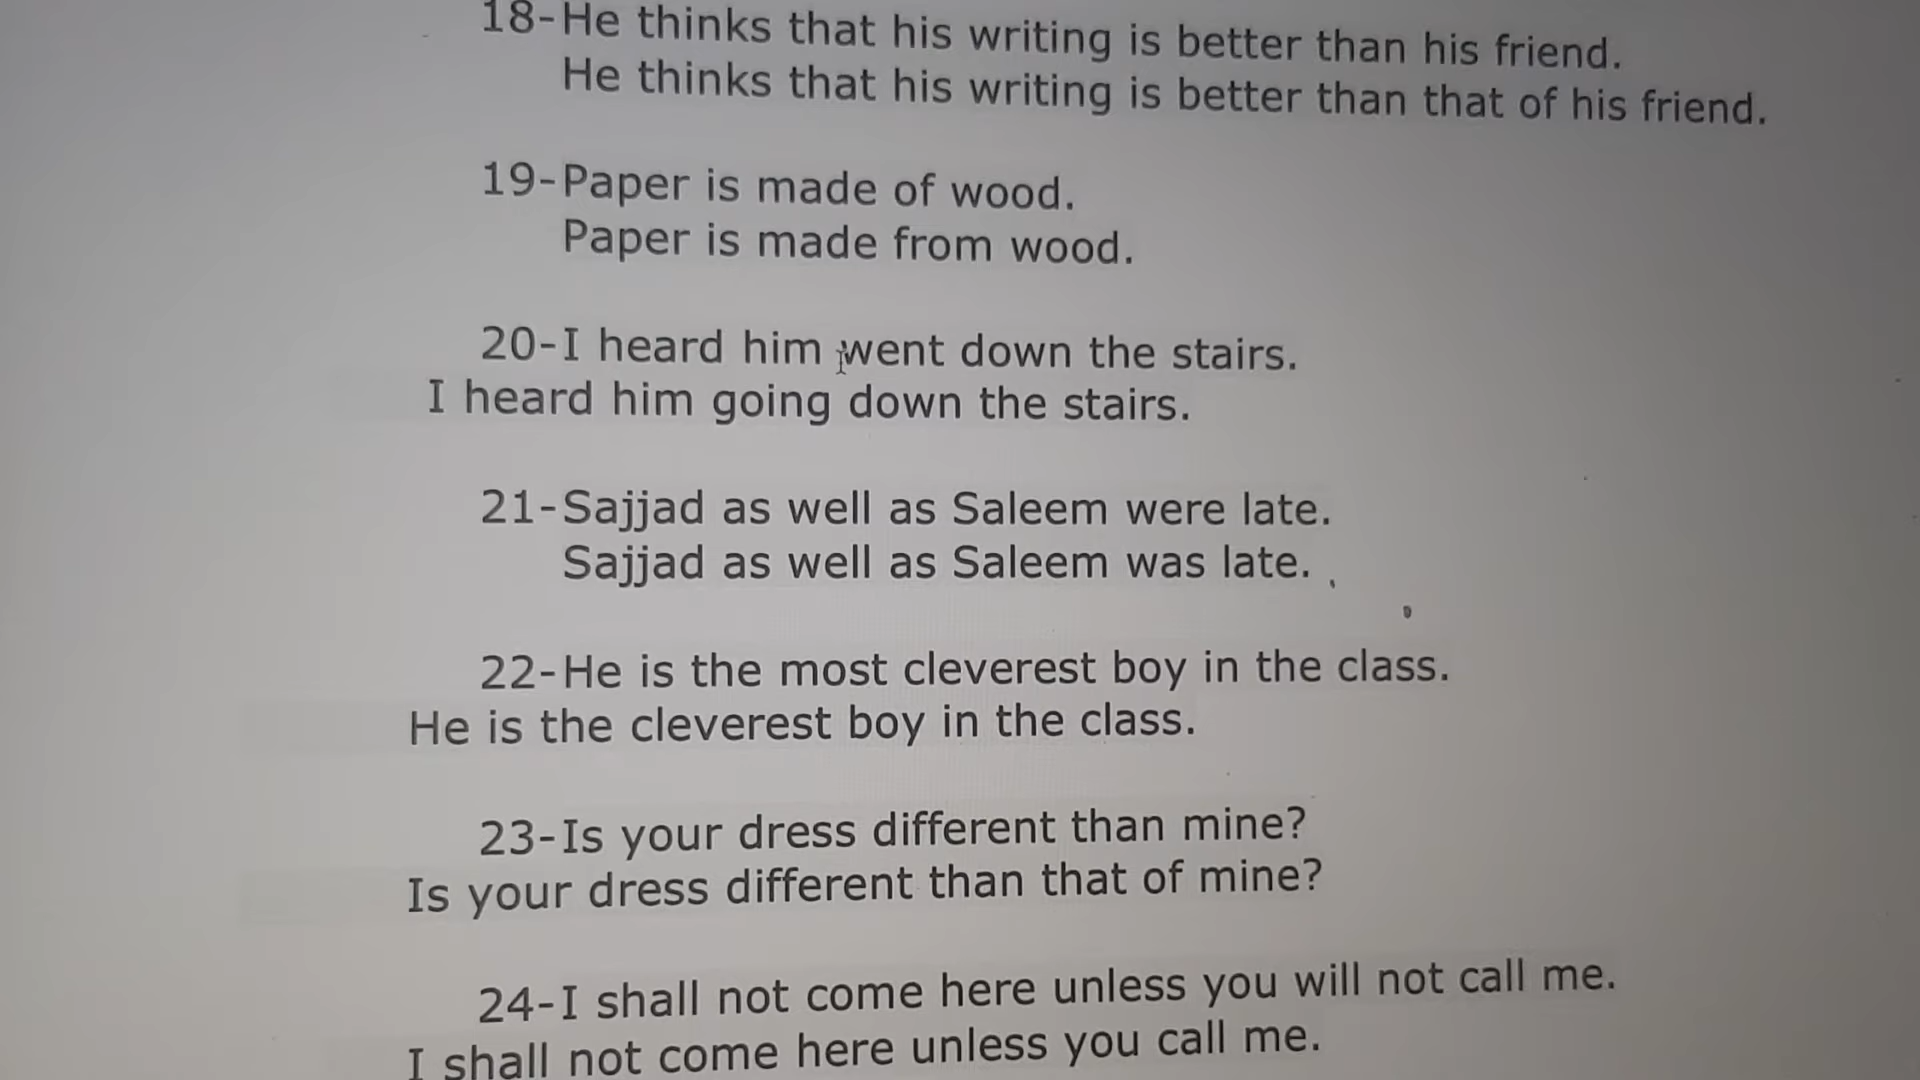 18-He thinks that his writing is better than his friend.
He thinks that his writing is better than that of his friend.
19-Paper is made of wood.
Paper is made from wood.
20-I heard him went down the stairs.
I heard him going down the stairs.
21-Sajjad as well as Saleem were late.
Sajjad as well as Saleem was late.
22-He is the most cleverest boy in the class.
He is the cleverest boy in the class.
23-Is your dress different than mine?
Is your dress different than that of mine?
24-I shall not come here unless you will not call me.
I shall not come here unless you call me.